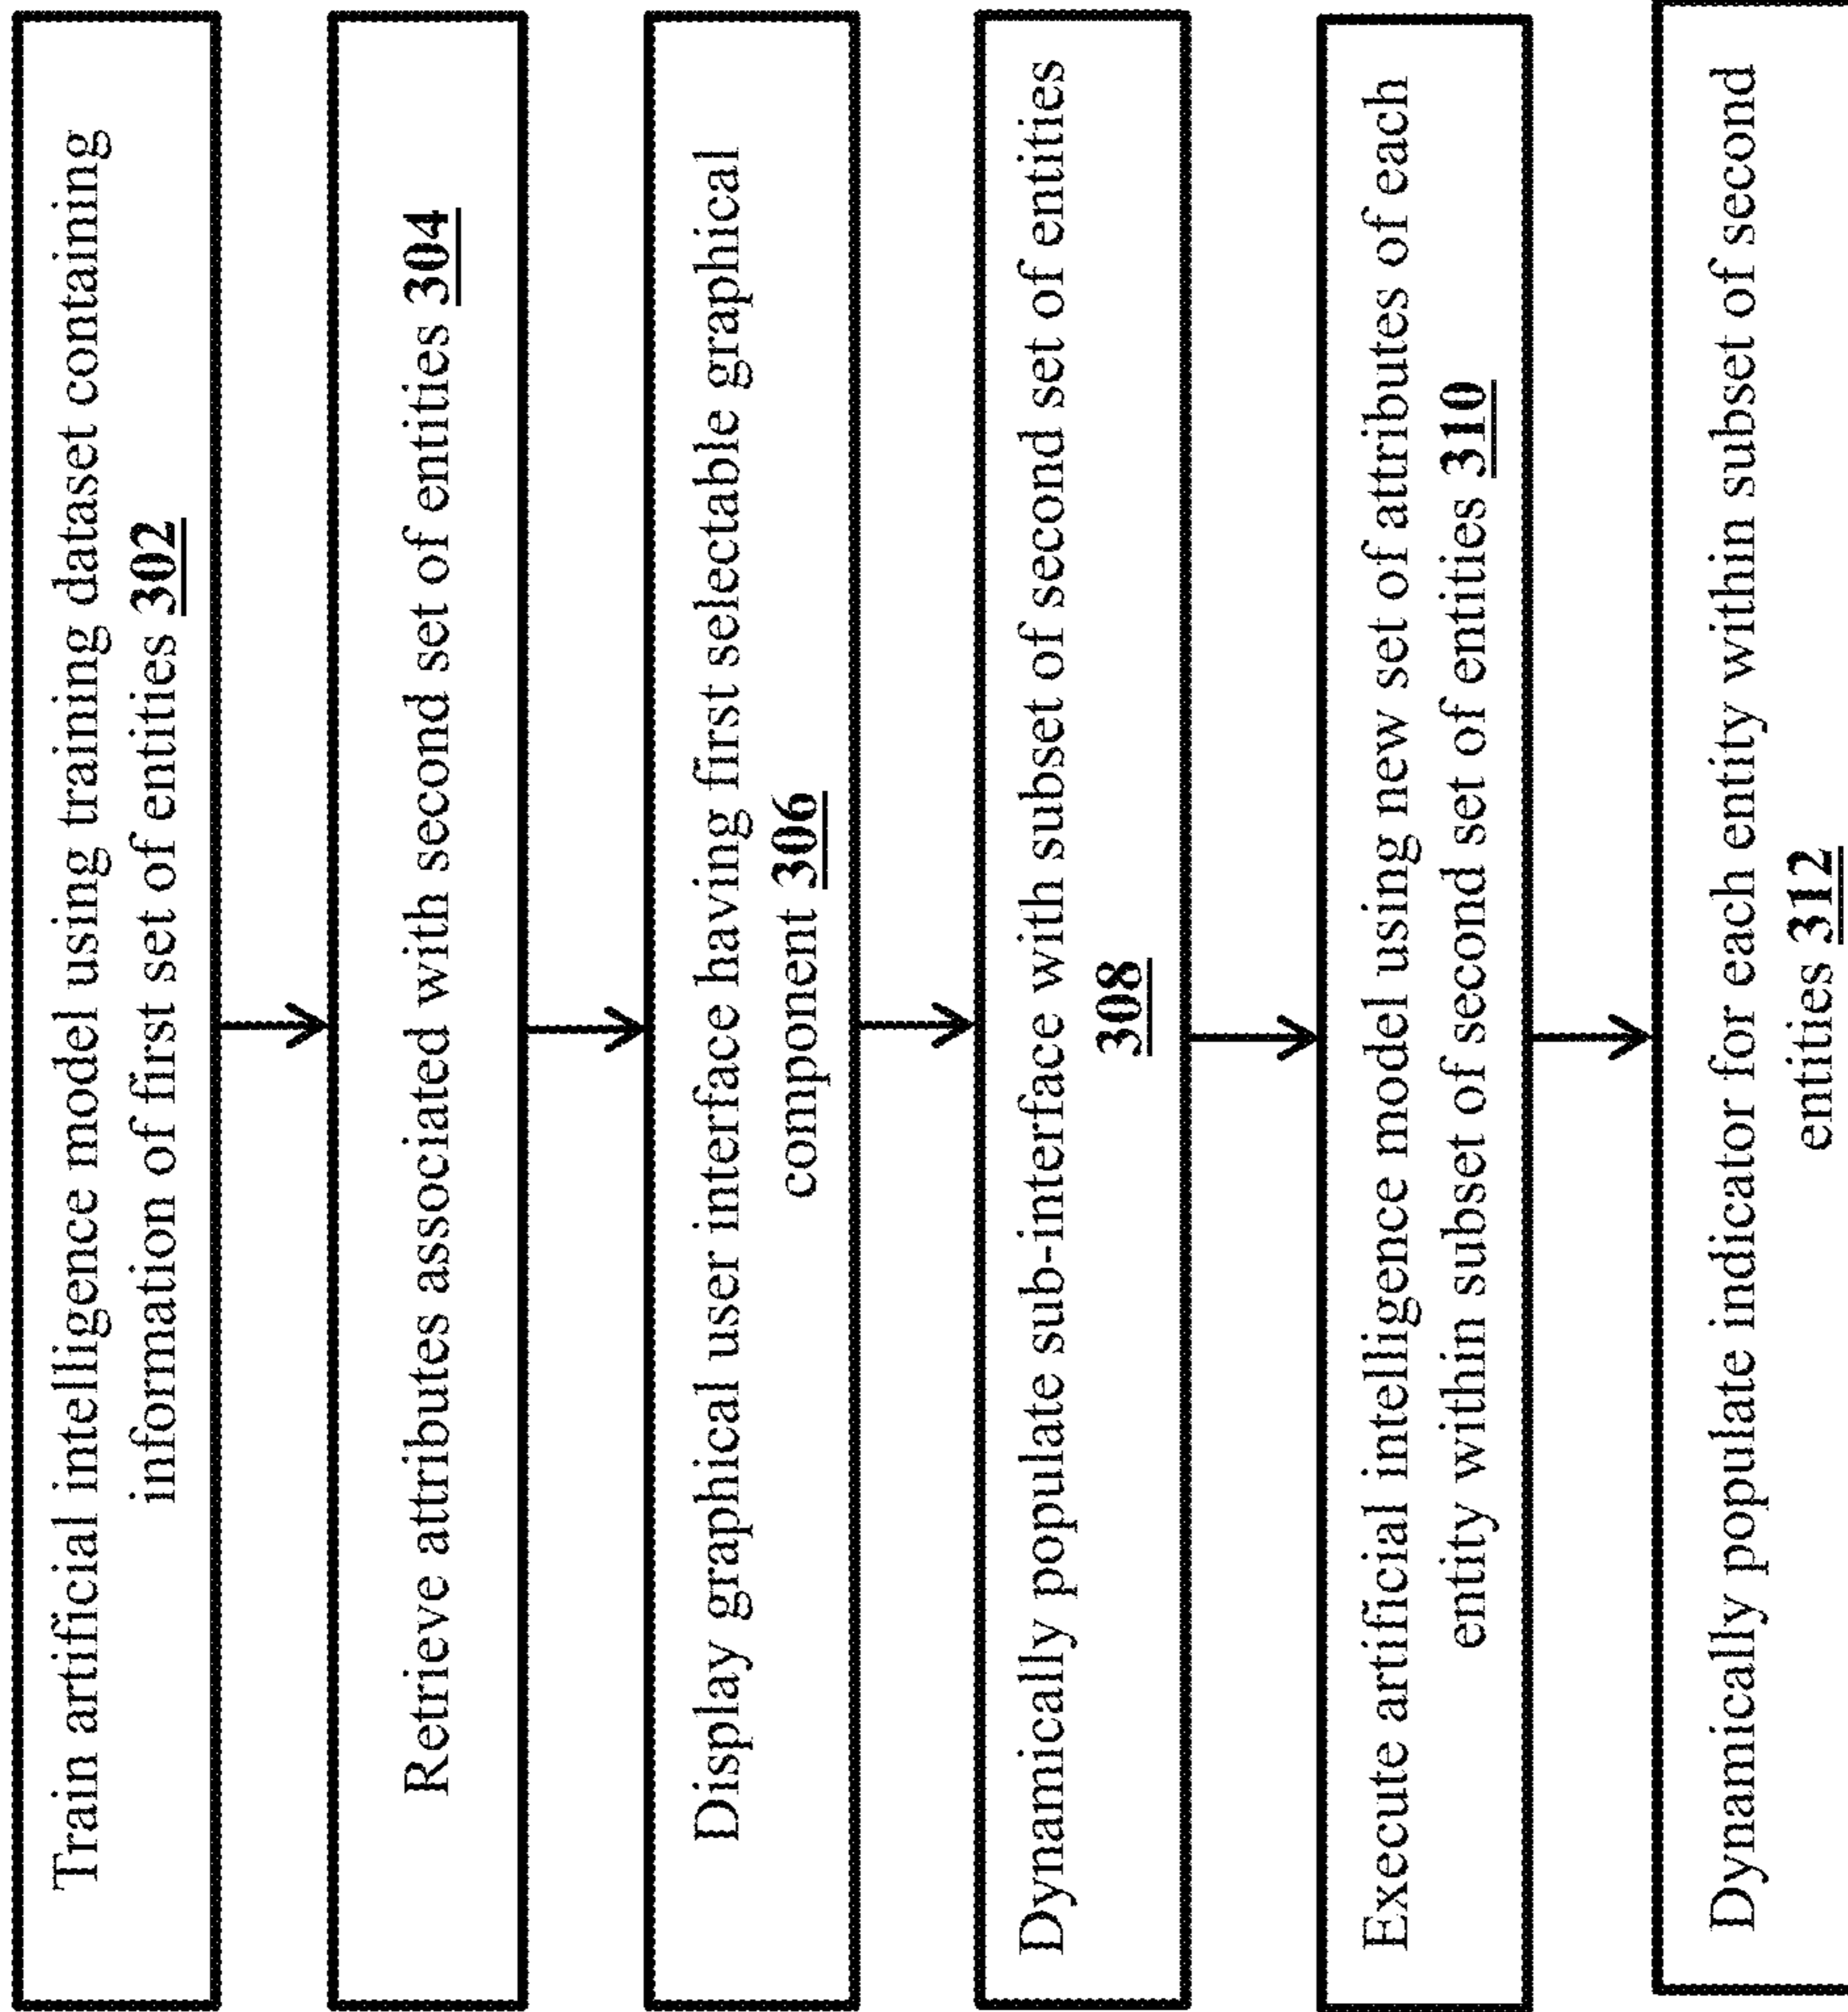 Train artificial intelligence model using training dataset containing
information of first set of entities 302
Retrieve attributes associated with second set of entities 304
Display graphical user interface having first selectable graphical
component 306
Dynamically populate sub-interface with subset of second set of entities
308
Execute artificial intelligence model using new set of attributes of each
entity within subset of second set of entities 310
Dynamically populate indicator for each entity within subset of second
entities 312